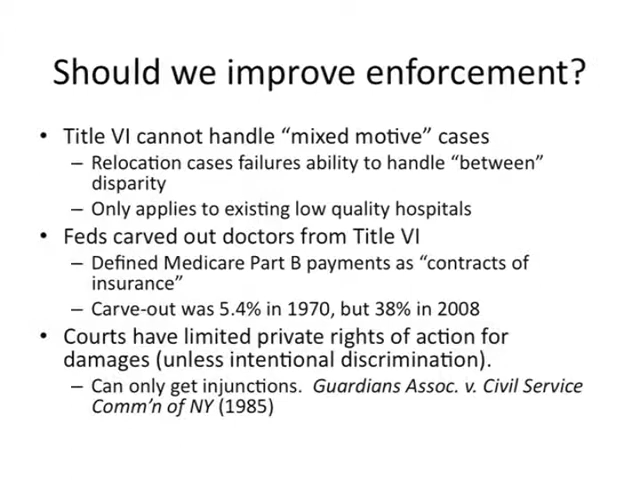 Should we improve enforcement?
• Title VI cannot handle “mixed motive” cases
– Relocation cases failures ability to handle “between”
disparity
– Only applies to existing low quality hospitals
• Feds carved out doctors from Title VI
– Defined Medicare Part B payments as “contracts of
insurance”
– Carve-out was 5.4% in 1970, but 38% in 2008
• Courts have limited private rights of action for
damages (unless intentional discrimination).
– Can only get injunctions. Guardians Assoc. v. Civil Service
Comm’n of NY (1985)